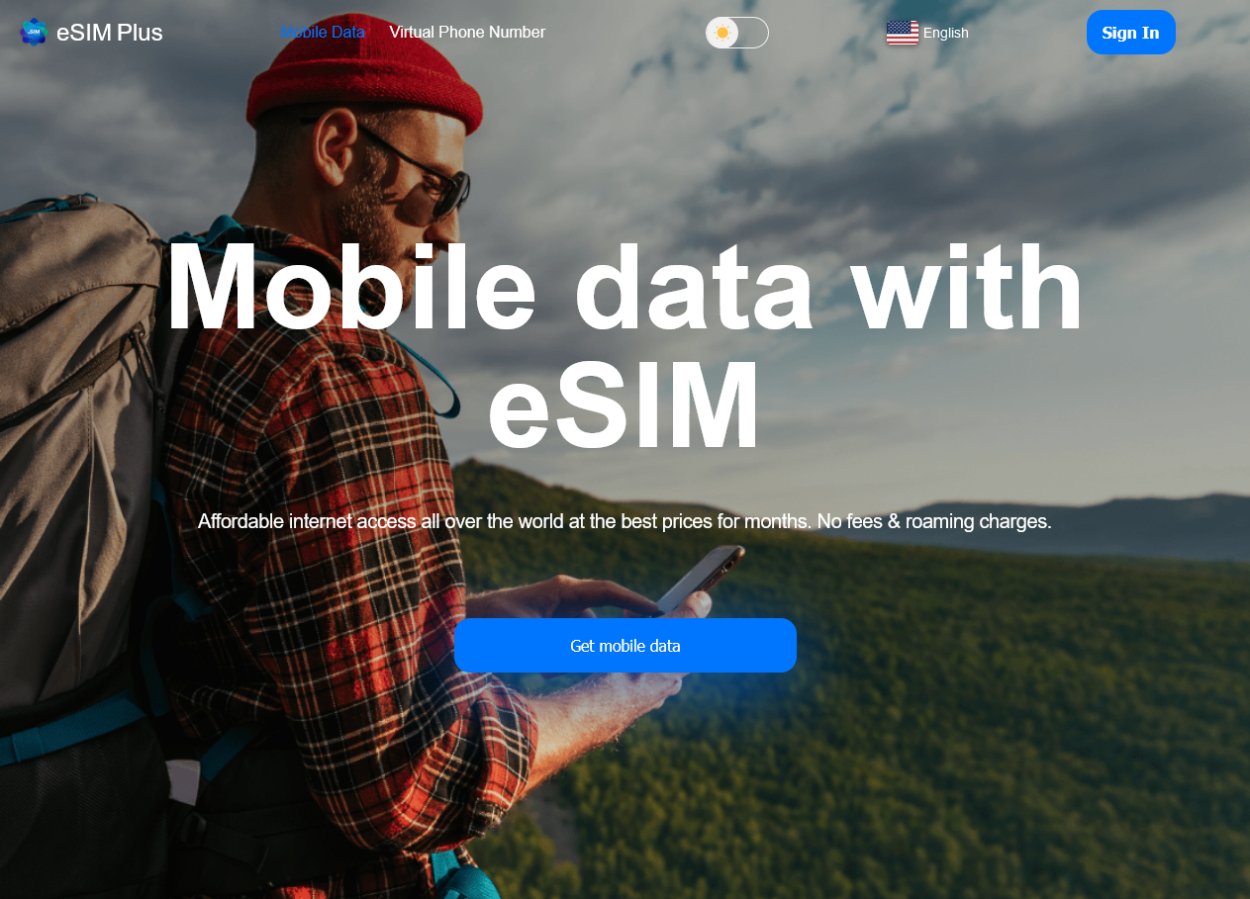 eSIM Plus
Mobile Data
Virtual Phone Number
English
Sign In
Mobile data with
eSIM
Affordable internet access all over the world at the best prices for months. No fees & roaming charges.
Get mobile data